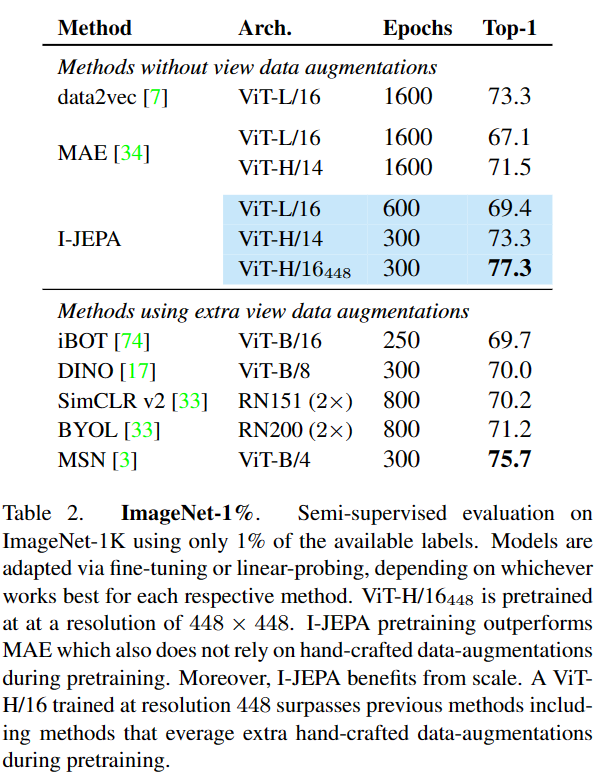 Method Arch. Epochs Top-1
Methods without view data augmentations
data2vec [7] ViT-L/16 1600 73.3
ViT-L/16 1600 67.1
MAE [34]
ViT-H/14 1600 71.5
ViT-L/16 600 69.4
I-JEPA ViT-H/14 300 73.3
ViT-H/16448 300 77.3
Methods using extra view data augmentations
iBOT [74] ViT-B/16 250 69.7
DINO [17] ViT-B/8 300 70.0
SimCLR v2 [33] RN151 (2×) 800 70.2
BYOL [33] RN200 (2×) 800 71.2
MSN [3] ViT-B/4 300 75.7
Table 2. ImageNet-1%. Semi-supervised evaluation on
ImageNet-1K using only 1% of the available labels. Models are
adapted via fine-tuning or linear-probing, depending on whichever
works best for each respective method. ViT-H/16448 is pretrained
at at a resolution of 448 × 448. I-JEPA pretraining outperforms
MAE which also does not rely on hand-crafted data-augmentations
during pretraining. Moreover, I-JEPA benefits from scale. A ViT-
H/16 trained at resolution 448 surpasses previous methods includ-
ing methods that everage extra hand-crafted data-augmentations
during pretraining.